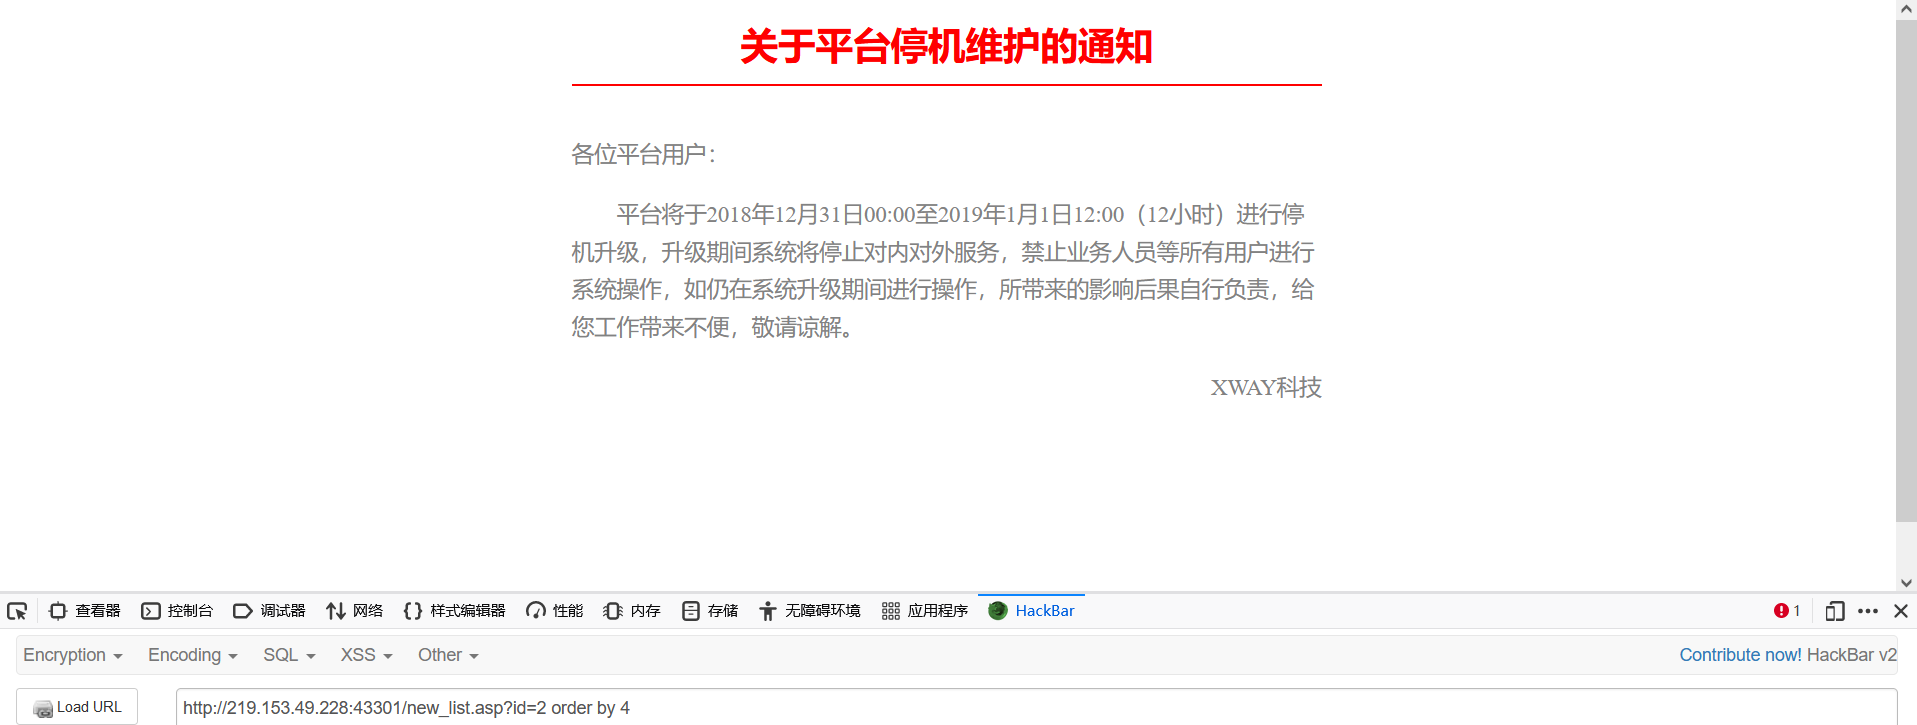 关于平台停机维护的通知
各位平台用户：
平台将于2018年12月31日00:00至2019年1月1日12:00（12小时）进行停
机升级，升级期间系统将停止对内对外服务，禁止业务人员等所有用户进行
系统操作，如仍在系统升级期间进行操作，所带来的影响后果自行负责，给
您工作带来不便，敬请谅解。
XWAY科技
查看器 控制台 调试器 网络 样式编辑器 性能 内存 存储 无障碍环境 应用程序 HackBar 1
Encryption Encoding SQL XSS Other Contribute now! HackBar v2
Load URL http://219.153.49.228:43301/new_list.asp?id=2 order by 4